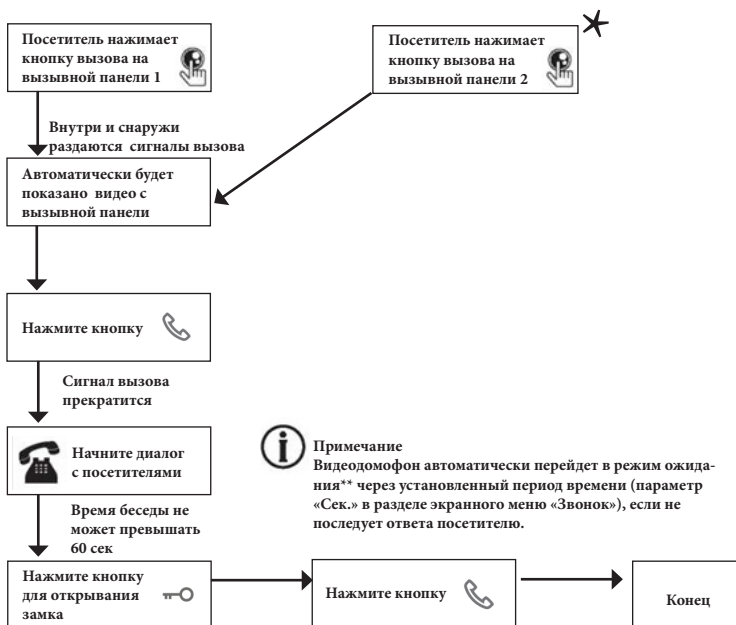 Посетитель нажимает
кнопку вызова на
вызывной панели 1
Посетитель нажимает
кнопку вызова на
вызывной панели 2
Внутри и снаружи
раздаются сигналы вызова
Автоматически будет
показано видео с
вызывной панели
Нажмите кнопку
Сигнал вызова
прекратится
Начните диалог
с посетителями
Примечание
Видеодомофон автоматически перейдет в режим ожида-
ния** через установленный период времени (параметр
«Сек.» в разделе экранного меню «Звонок»), если не
последует ответа посетителю.
Время беседы не
может превышать
60 сек
Нажмите кнопку
для открывания
замка
Нажмите кнопку
Конец